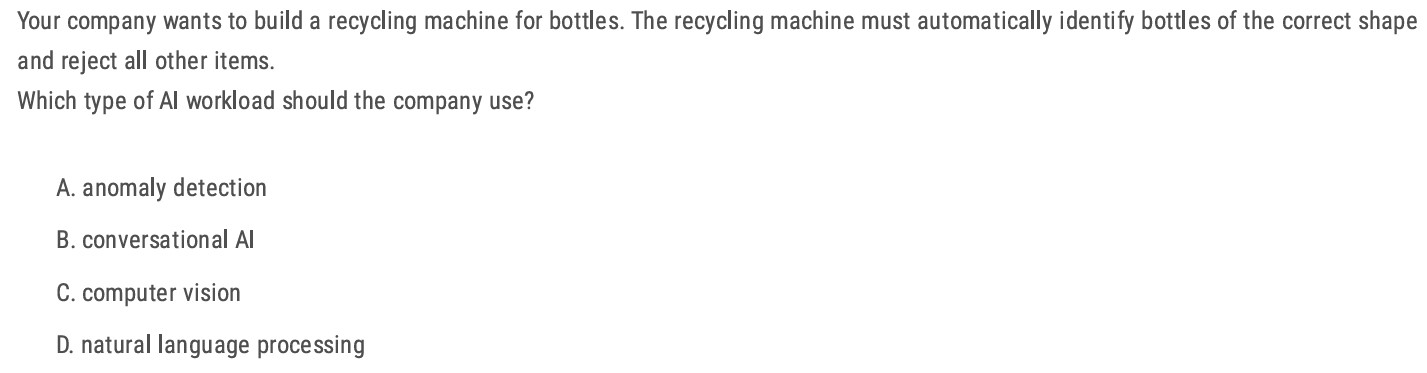 Your company wants to build a recycling machine for bottles. The recycling machine must automatically identify bottles of the correct shape
and reject all other items.
Which type of AI workload should the company use?
A. anomaly detection
B. conversational AI
C. computer vision
D. natural language processing